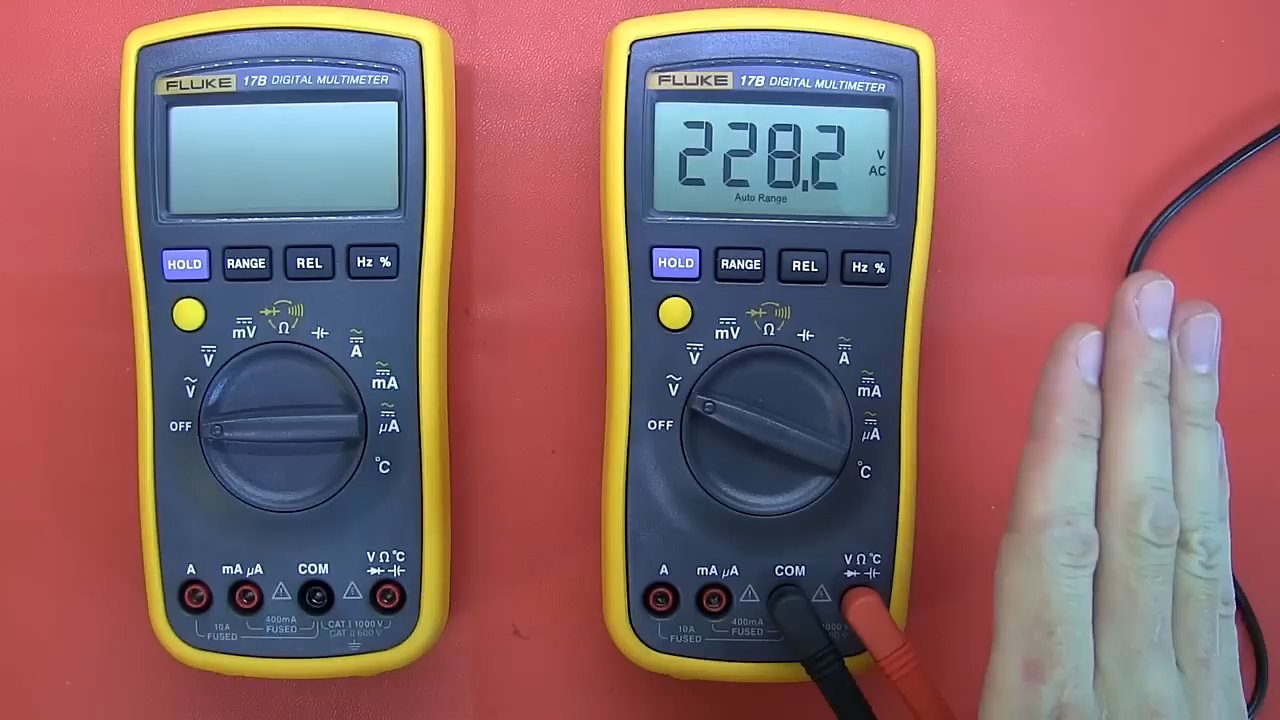 FLUKE 17B DIGITAL MULTIMETER
HOLD RANGE REL Hz %
mV Ω
V A
V mA
OFF µA
°C
V Ω °C
A mA µA COM
10A FUSED 400mA FUSED CAT I 1000V
CAT II 600V
FLUKE 17B DIGITAL MULTIMETER
228.2 V AC
Auto Range
HOLD RANGE REL Hz %
mV Ω
V A
V mA
OFF µA
°C
V Ω °C
A mA µA COM
10A FUSED 400mA FUSED